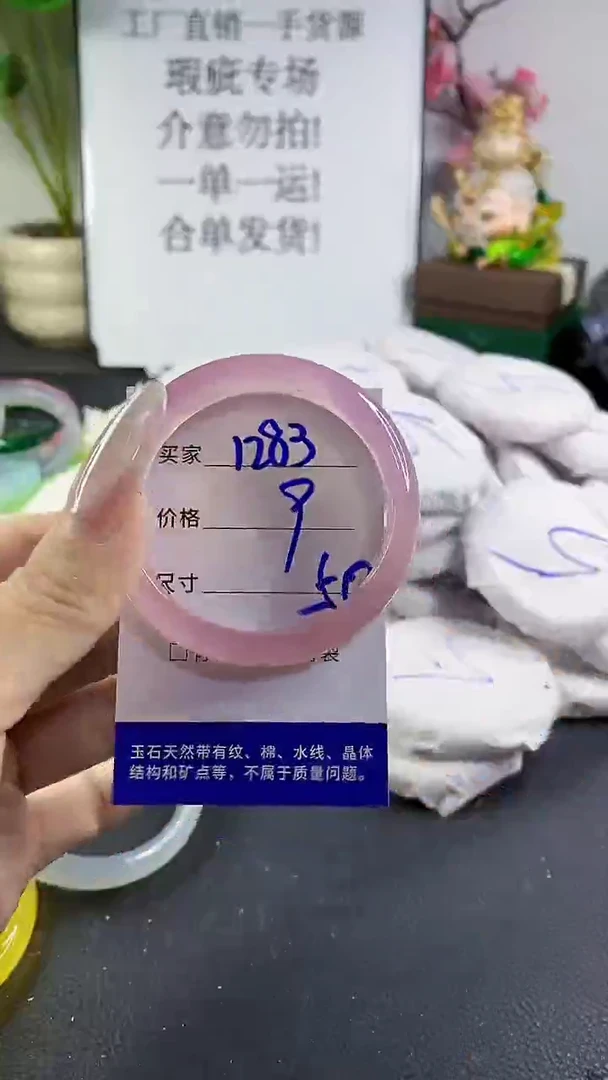 工厂直销一手货源
瑕疵专场
介意勿拍!
一单一运!
合单发货!
买家 1283
价格 9
尺寸
玉石天然带有纹、棉、水线、晶体
结构和矿点等，不属于质量问题。